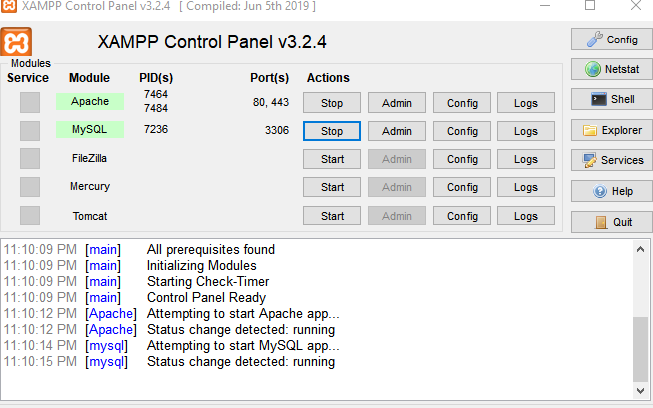 XAMPP Control Panel v3.2.4 [ Compiled: Jun 5th 2019 ]
XAMPP Control Panel v3.2.4
Config
Modules
Service Module PID(s) Port(s) Actions
Netstat
Apache 7464 7484 80, 443 Stop Admin Config Logs
Shell
MySQL 7236 3306 Stop Admin Config Logs
Explorer
FileZilla Start Admin Config Logs
Services
Mercury Start Admin Config Logs
Help
Tomcat Start Admin Config Logs
Quit
11:10:09 PM [main] All prerequisites found
11:10:09 PM [main] Initializing Modules
11:10:09 PM [main] Starting Check-Timer
11:10:09 PM [main] Control Panel Ready
11:10:12 PM [Apache] Attempting to start Apache app...
11:10:12 PM [Apache] Status change detected: running
11:10:14 PM [mysql] Attempting to start MySQL app...
11:10:15 PM [mysql] Status change detected: running